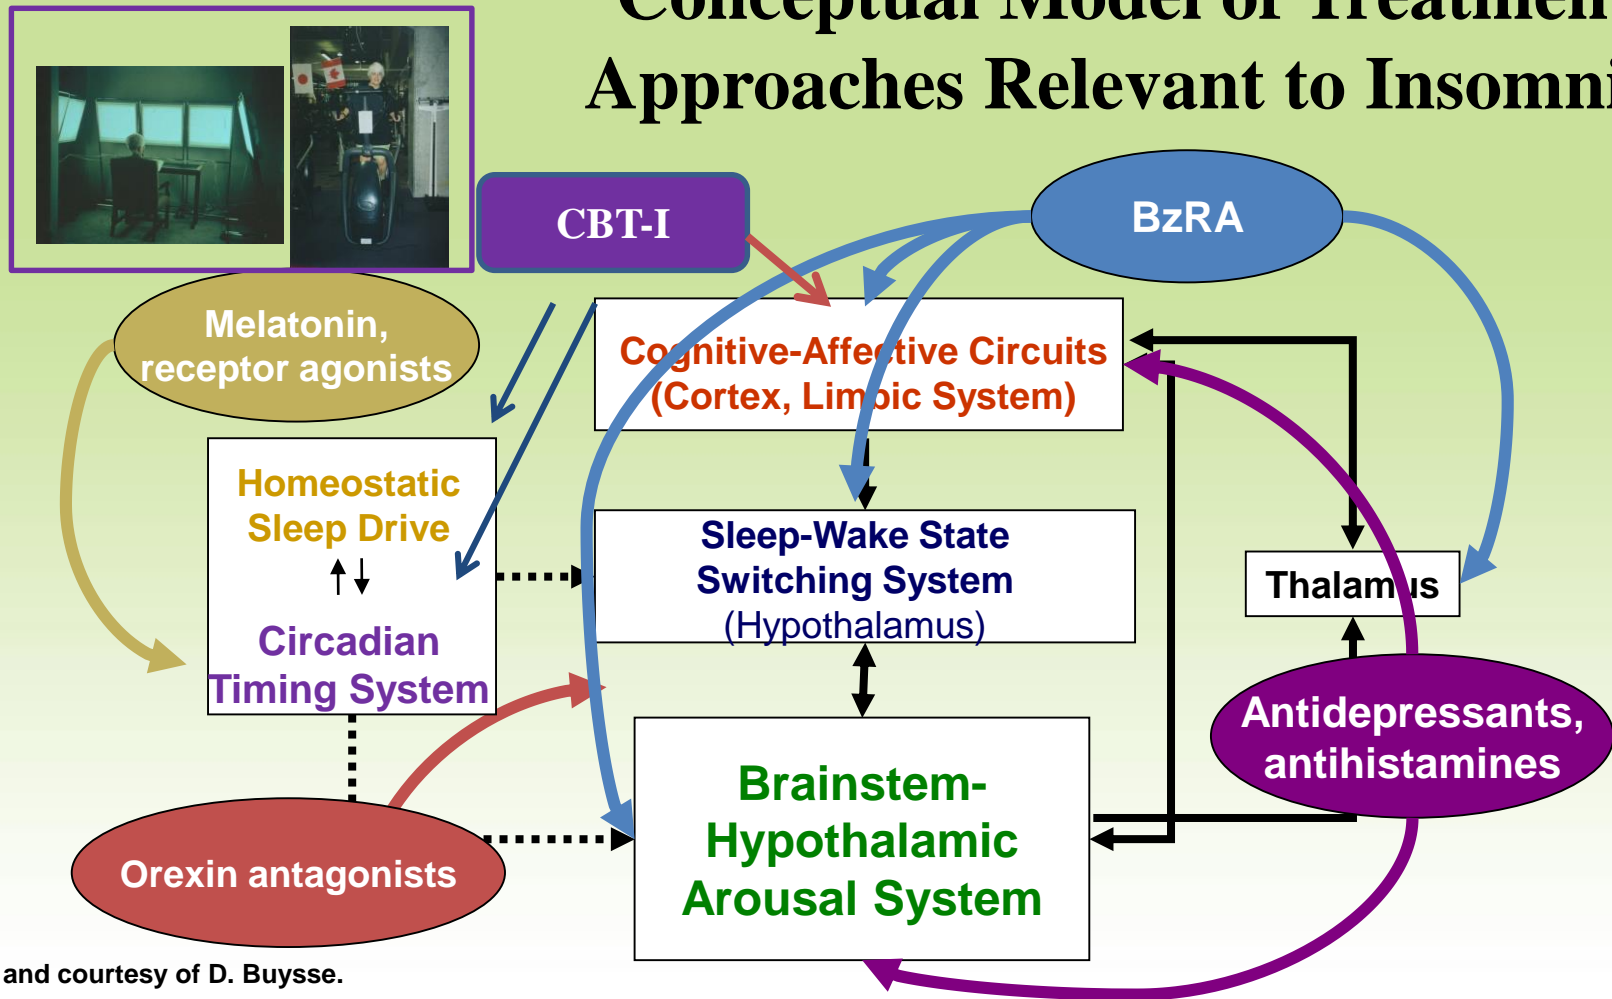 Conceptual Model of Treatmen
Approaches Relevant to Insomni
CBT-I
BzRA
Melatonin,
receptor agonists
Cognitive-Affective Circuits
(Cortex, Limbic System)
Homeostatic
Sleep Drive
Circadian
Timing System
Sleep-Wake State
Switching System
(Hypothalamus)
Thalamus
Antidepressants,
antihistamines
Brainstem-
Hypothalamic
Arousal System
Orexin antagonists
and courtesy of D. Buysse.